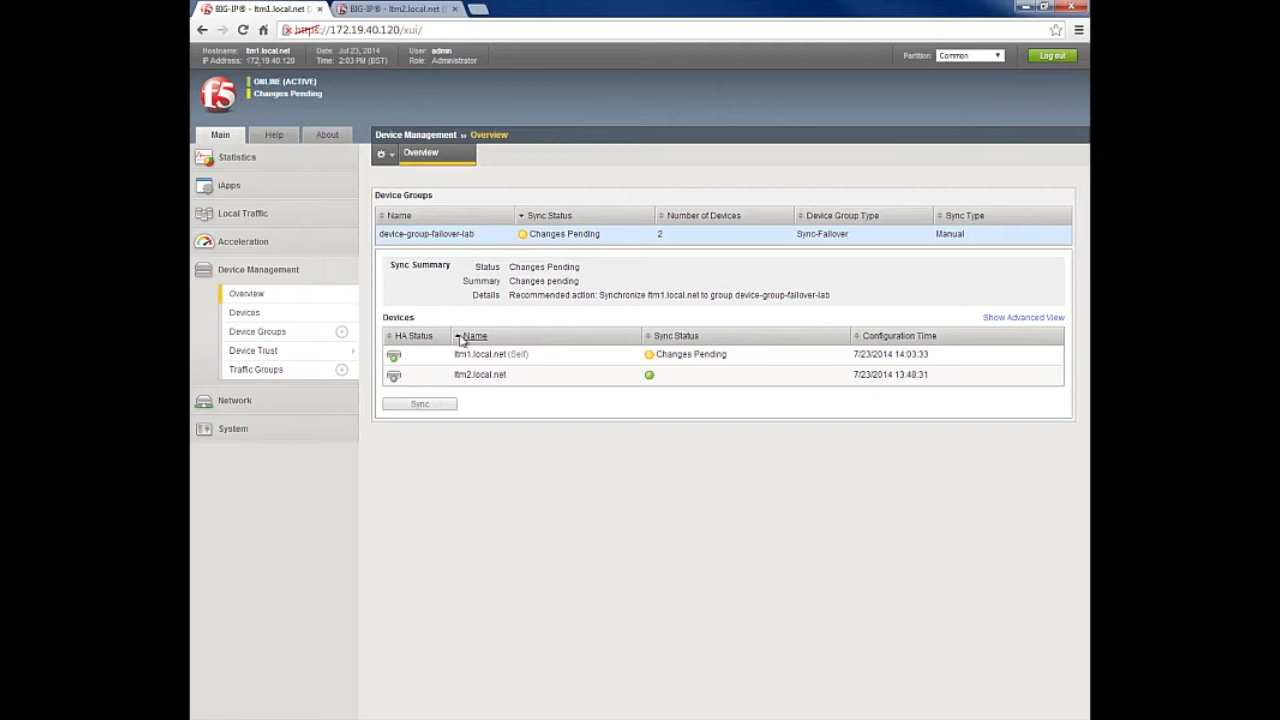 BIG-IP® - ltm1.local.net (
BIG-IP® - ltm2.local.net (
https://172.19.40.120/xui/
Hostname: ltm1.local.net
IP Address: 172.19.40.120
Date: Jul 23, 2014
Time: 2:03 PM (BST)
User: admin
Role: Administrator
Partition: Common
Log out
f5
ONLINE (ACTIVE)
Changes Pending
Main
Help
About
Device Management » Overview
Overview
Statistics
iApps
Local Traffic
Acceleration
Device Management
Overview
Devices
Device Groups
Device Trust
Traffic Groups
Network
System
Device Groups
Name Sync Status Number of Devices Device Group Type Sync Type
device-group-failover-lab Changes Pending 2 Sync-Failover Manual
Sync Summary
Status Changes Pending
Summary Changes pending
Details Recommended action: Synchronize ltm1.local.net to group device-group-failover-lab
Devices
Show Advanced View
HA Status Name Sync Status Configuration Time
ltm1.local.net (Self) Changes Pending 7/23/2014 14:03:33
ltm2.local.net 7/23/2014 13:48:31
Sync